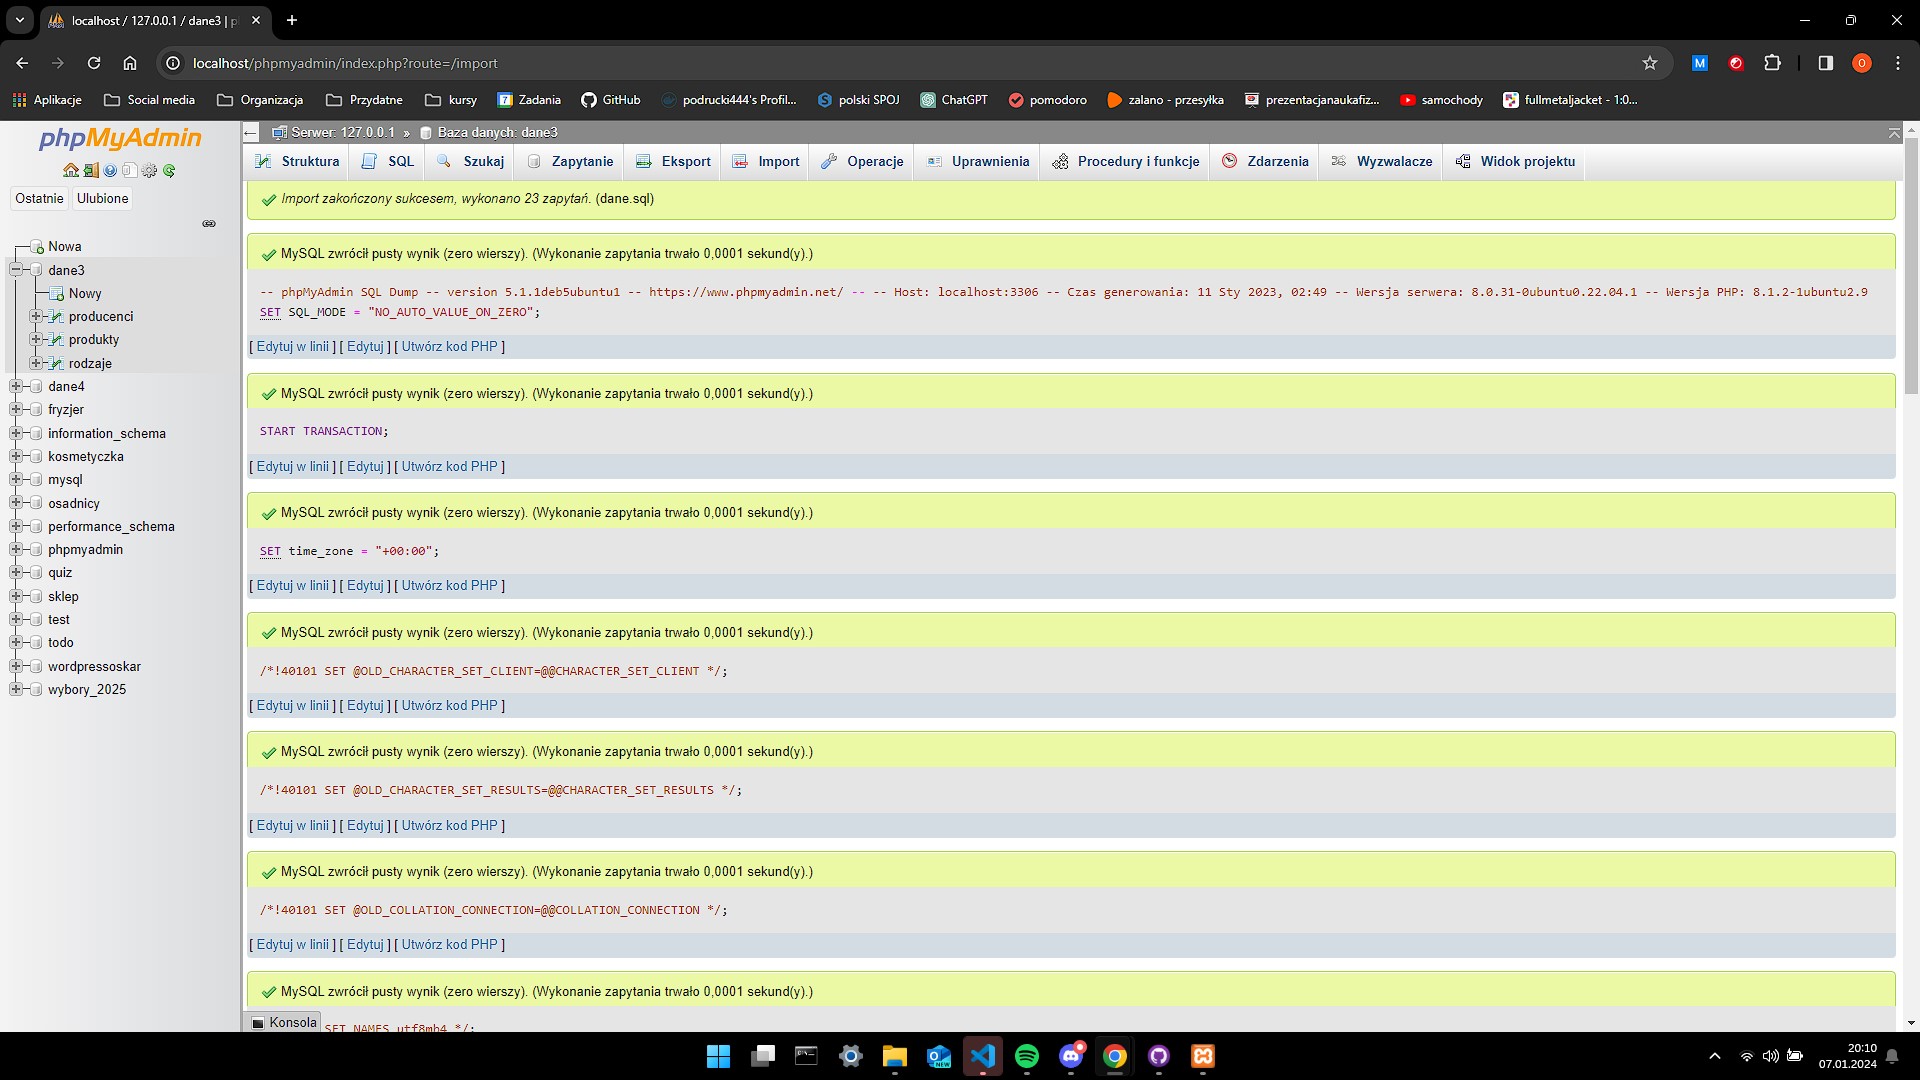 localhost / 127.0.0.1 / dane3 | p
localhost/phpmyadmin/index.php?route=/import
M
O
Aplikacje
Social media
Organizacja
Przydatne
kursy
7
Zadania
GitHub
podrucki444's Profil...
S
polski SPOJ
ChatGPT
pomodoro
zalano - przesyłka
prezentacjanaukafiz...
samochody
fullmetaljacket - 1:0...
phpMyAdmin
Ostatnie
Ulubione
Nowa
dane3
Nowy
producenci
produkty
rodzaje
dane4
fryzjer
information_schema
kosmetyczka
mysql
osadnicy
performance_schema
phpmyadmin
quiz
sklep
test
todo
wordpressoskar
wybory_2025
Serwer: 127.0.0.1 » Baza danych: dane3
Struktura
SQL
Szukaj
Zapytanie
Eksport
Import
Operacje
Uprawnienia
Procedury i funkcje
Zdarzenia
Wyzwalacze
Widok projektu
Import zakończony sukcesem, wykonano 23 zapytań. (dane.sql)
MySQL zwrócił pusty wynik (zero wierszy). (Wykonanie zapytania trwało 0,0001 sekund(y).)
-- phpMyAdmin SQL Dump -- version 5.1.1deb5ubuntu1 -- https://www.phpmyadmin.net/ -- -- Host: localhost:3306 -- Czas generowania: 11 Sty 2023, 02:49 -- Wersja serwera: 8.0.31-0ubuntu0.22.04.1 -- Wersja PHP: 8.1.2-1ubuntu2.9
SET SQL_MODE = "NO_AUTO_VALUE_ON_ZERO";
[ Edytuj w linii ] [ Edytuj ] [ Utwórz kod PHP ]
MySQL zwrócił pusty wynik (zero wierszy). (Wykonanie zapytania trwało 0,0001 sekund(y).)
START TRANSACTION;
[ Edytuj w linii ] [ Edytuj ] [ Utwórz kod PHP ]
MySQL zwrócił pusty wynik (zero wierszy). (Wykonanie zapytania trwało 0,0001 sekund(y).)
SET time_zone = "+00:00";
[ Edytuj w linii ] [ Edytuj ] [ Utwórz kod PHP ]
MySQL zwrócił pusty wynik (zero wierszy). (Wykonanie zapytania trwało 0,0001 sekund(y).)
/*!40101 SET @OLD_CHARACTER_SET_CLIENT=@@CHARACTER_SET_CLIENT */;
[ Edytuj w linii ] [ Edytuj ] [ Utwórz kod PHP ]
MySQL zwrócił pusty wynik (zero wierszy). (Wykonanie zapytania trwało 0,0001 sekund(y).)
/*!40101 SET @OLD_CHARACTER_SET_RESULTS=@@CHARACTER_SET_RESULTS */;
[ Edytuj w linii ] [ Edytuj ] [ Utwórz kod PHP ]
MySQL zwrócił pusty wynik (zero wierszy). (Wykonanie zapytania trwało 0,0001 sekund(y).)
/*!40101 SET @OLD_COLLATION_CONNECTION=@@COLLATION_CONNECTION */;
[ Edytuj w linii ] [ Edytuj ] [ Utwórz kod PHP ]
MySQL zwrócił pusty wynik (zero wierszy). (Wykonanie zapytania trwało 0,0001 sekund(y).)
SET NAMES utf8mb4 */;
Konsola
20:10
07.01.2024